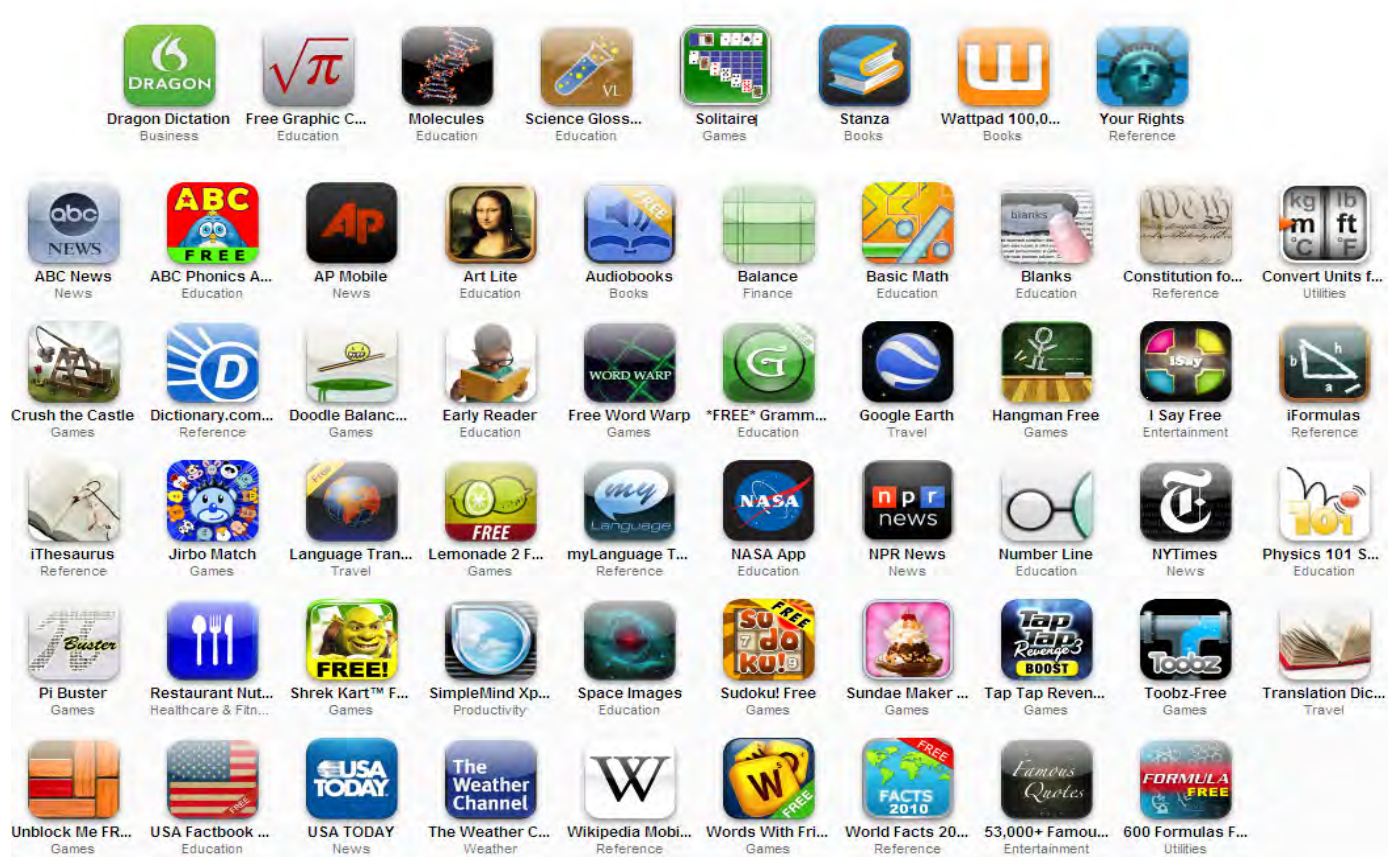 DRAGON
√π
VL
Dragon Dictation Free Graphic C... Molecules Science Gloss... Solitaire Stanza Wattpad 100,0... Your Rights
Business Education Education Education Games Books Books Reference
abc NEWS
ABC FREE
AP
FREE
blanks
We
kg lb
m ft
°C °F
ABC News ABC Phonics A... AP Mobile Art Lite Audiobooks Balance Basic Math Blanks Constitution fo... Convert Units f...
News Education News Education Books Finance Education Education Reference Utilities
D
WORD WARP
G
iSay
b h a
Crush the Castle Dictionary.com... Doodle Balanc... Early Reader Free Word Warp *FREE* Gramm... Google Earth Hangman Free I Say Free iFormulas
Games Reference Games Education Games Education Travel Games Entertainment Reference
Free
FREE
my Language
NASA
npr news
T
101
iThesaurus Jirbo Match Language Tran... Lemonade 2 F... myLanguage T... NASA App NPR News Number Line NYTimes Physics 101 S...
Reference Games Travel Games Reference Education News Education News Education
Buster
FREE!
FREE
Su do ku!
7 9
Tap Tap Revenge 3 BOOST
Toobz
Pi Buster Restaurant Nut... Shrek Kart™ F... SimpleMind Xp... Space Images Sudoku! Free Sundae Maker ... Tap Tap Reven... Toobz-Free Translation Dic...
Games Healthcare & Fitn... Games Productivity Education Games Games Games Games Travel
FREE
USA TODAY
The Weather Channel
W
W FREE
FREE FACTS 2010
Famous Quotes
FORMULA FREE
Unblock Me FR... USA Factbook ... USA TODAY The Weather C... Wikipedia Mobi... Words With Fri... World Facts 20... 53,000+ Famou... 600 Formulas F...
Games Education News Weather Reference Games Reference Entertainment Utilities